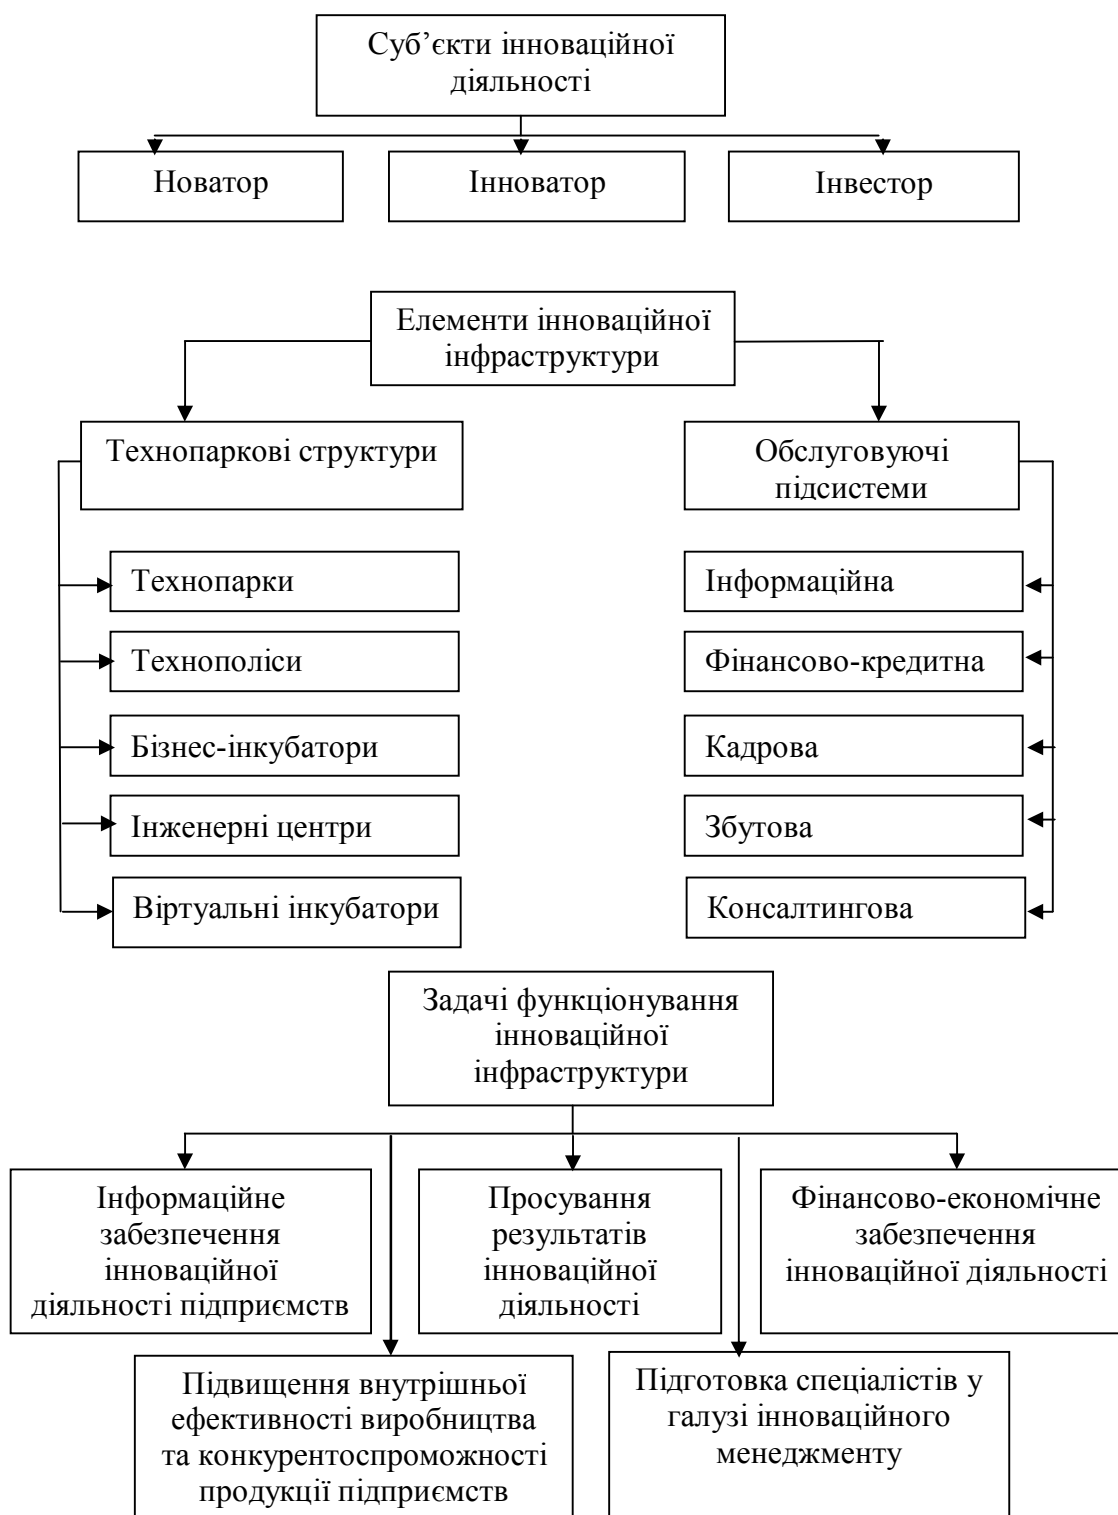 Суб’єкти інноваційної
діяльності
Новатор
Інноватор
Інвестор
Елементи інноваційної
інфраструктури
Технопаркові структури
Обслуговуючі
підсистеми
Технопарки
Технополіси
Бізнес-інкубатори
Інженерні центри
Віртуальні інкубатори
Інформаційна
Фінансово-кредитна
Кадрова
Збутова
Консалтингова
Задачі функціонування
інноваційної
інфраструктури
Інформаційне
забезпечення
інноваційної
діяльності підприємств
Просування
результатів
інноваційної
діяльності
Фінансово-економічне
забезпечення
інноваційної діяльності
Підвищення внутрішньої
ефективності виробництва
та конкурентоспроможності
продукції підприємств
Підготовка спеціалістів у
галузі інноваційного
менеджменту